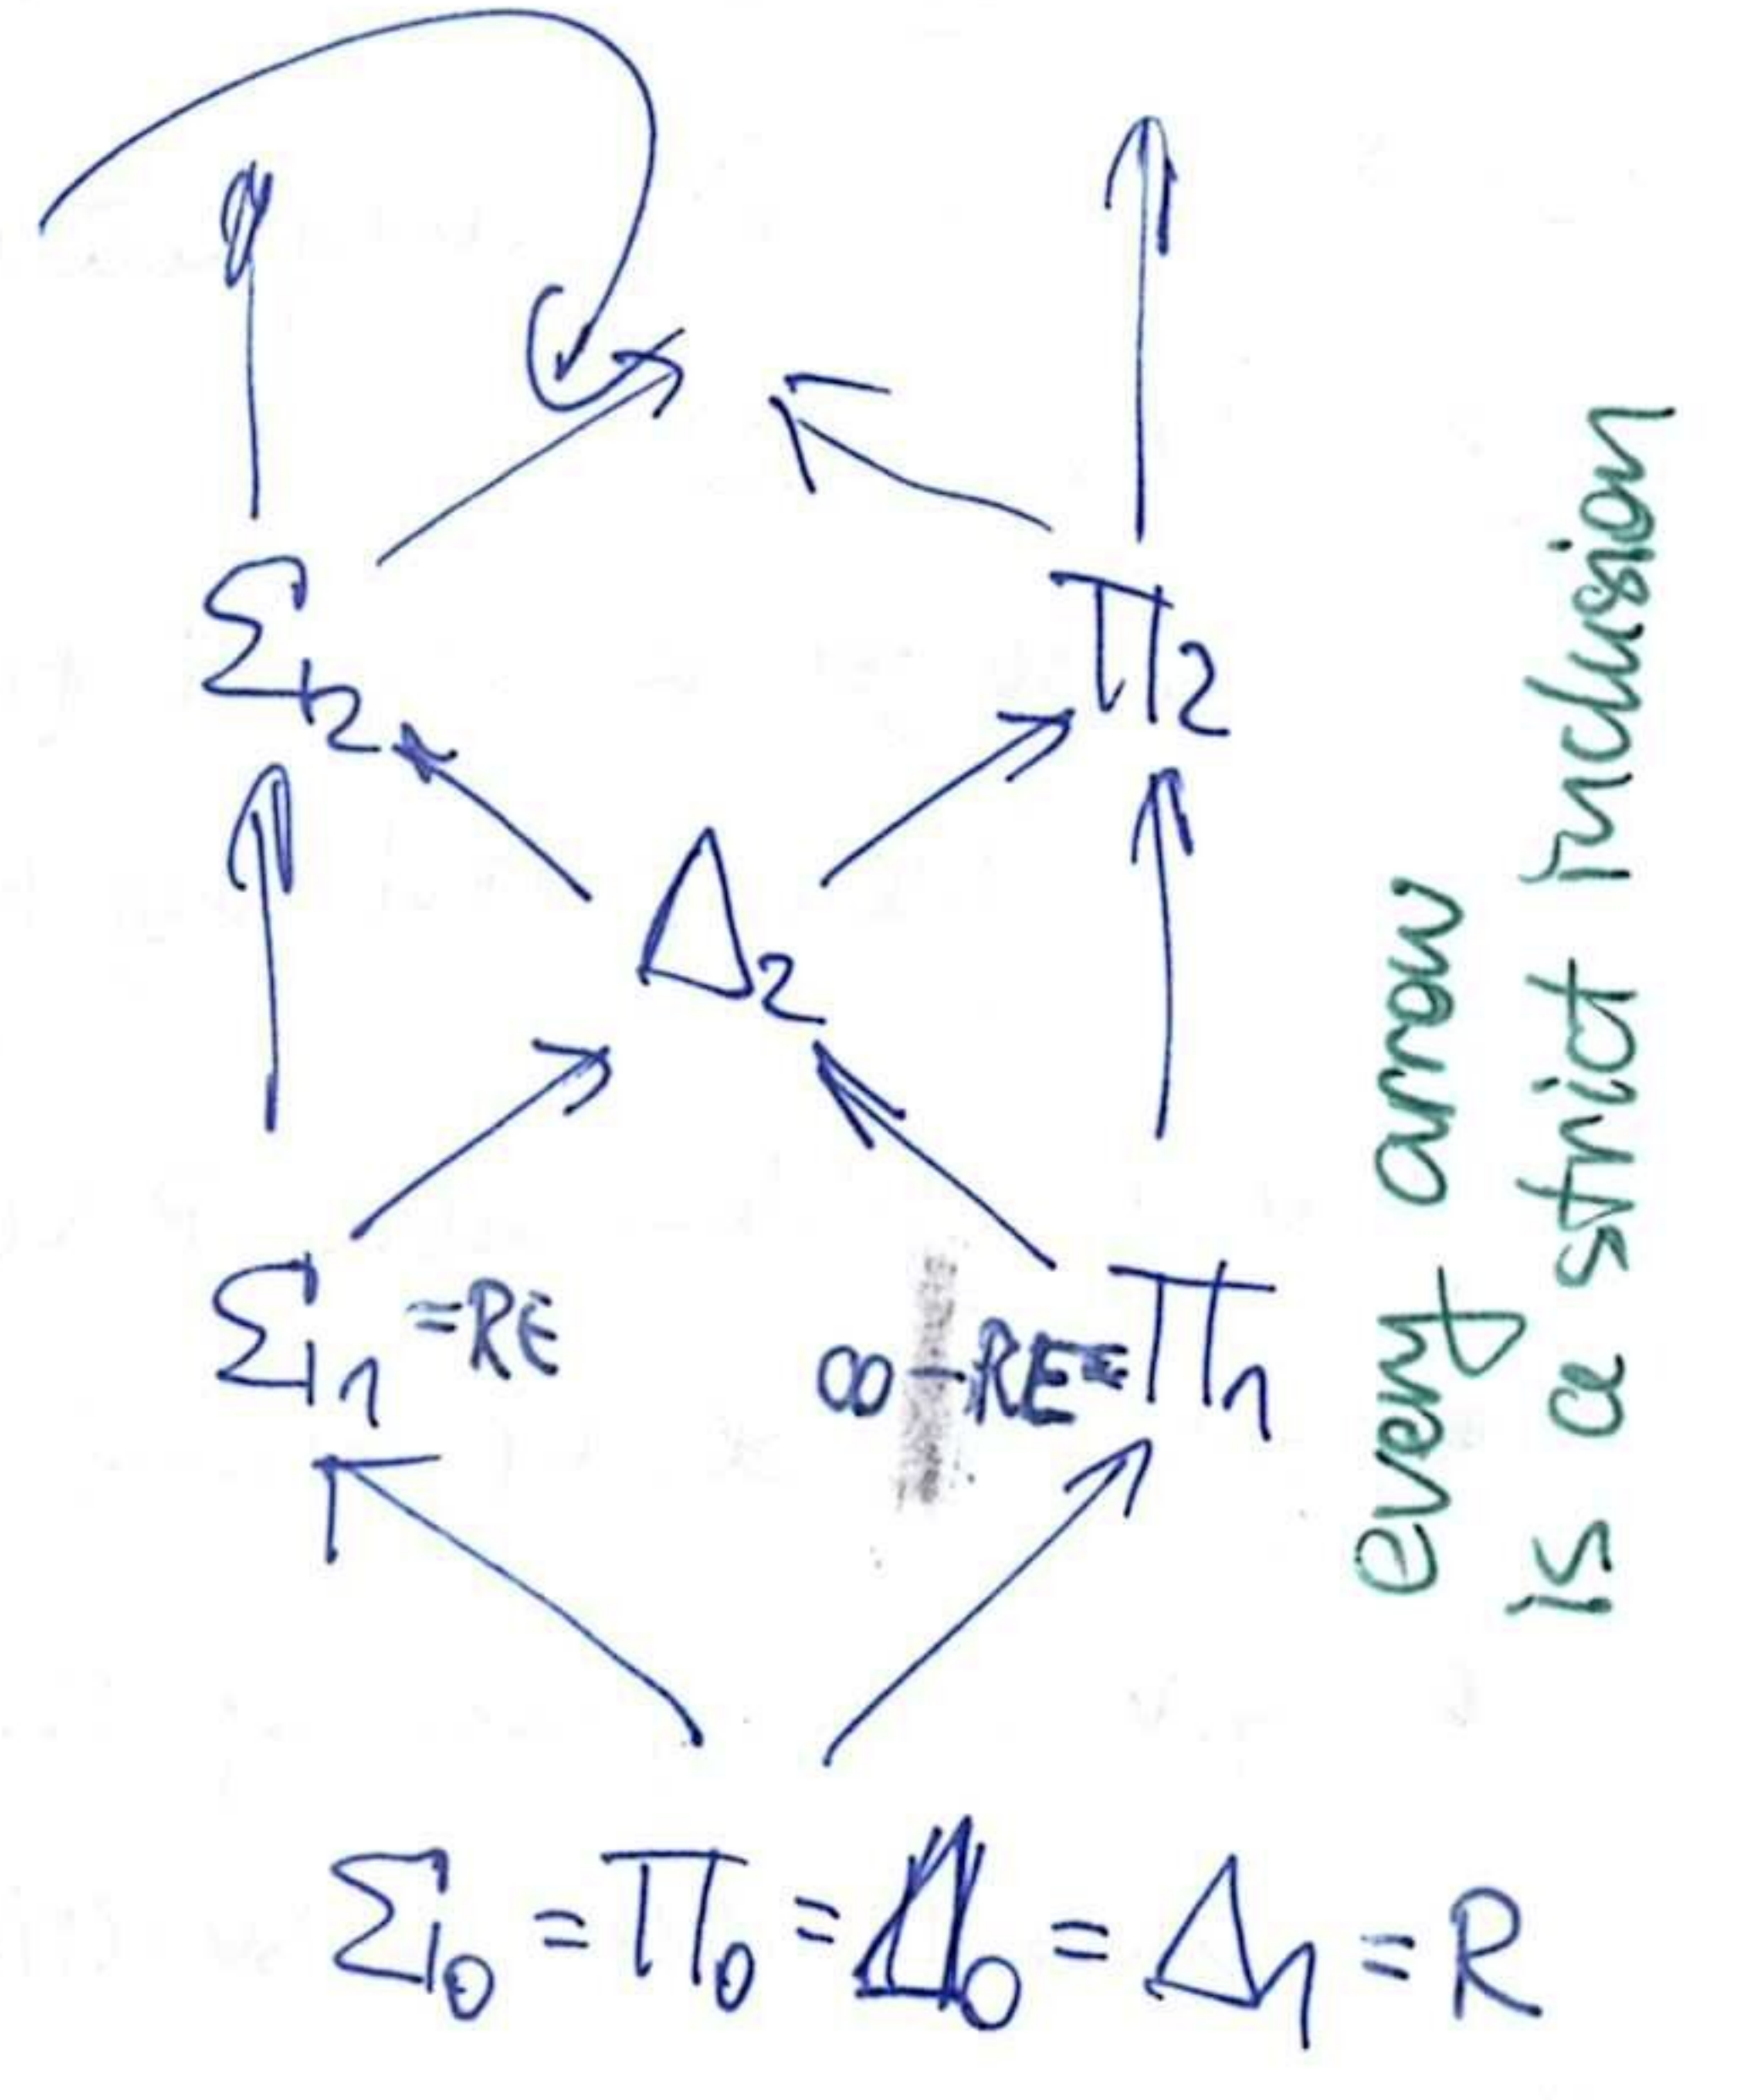 Σ₂ Π₂
Δ₂
Σ₁ =RE co-RE=Π₁
Σ₀ = Π₀ = Δ₀ = Δ₁ = R
every arrow
is a strict inclusion